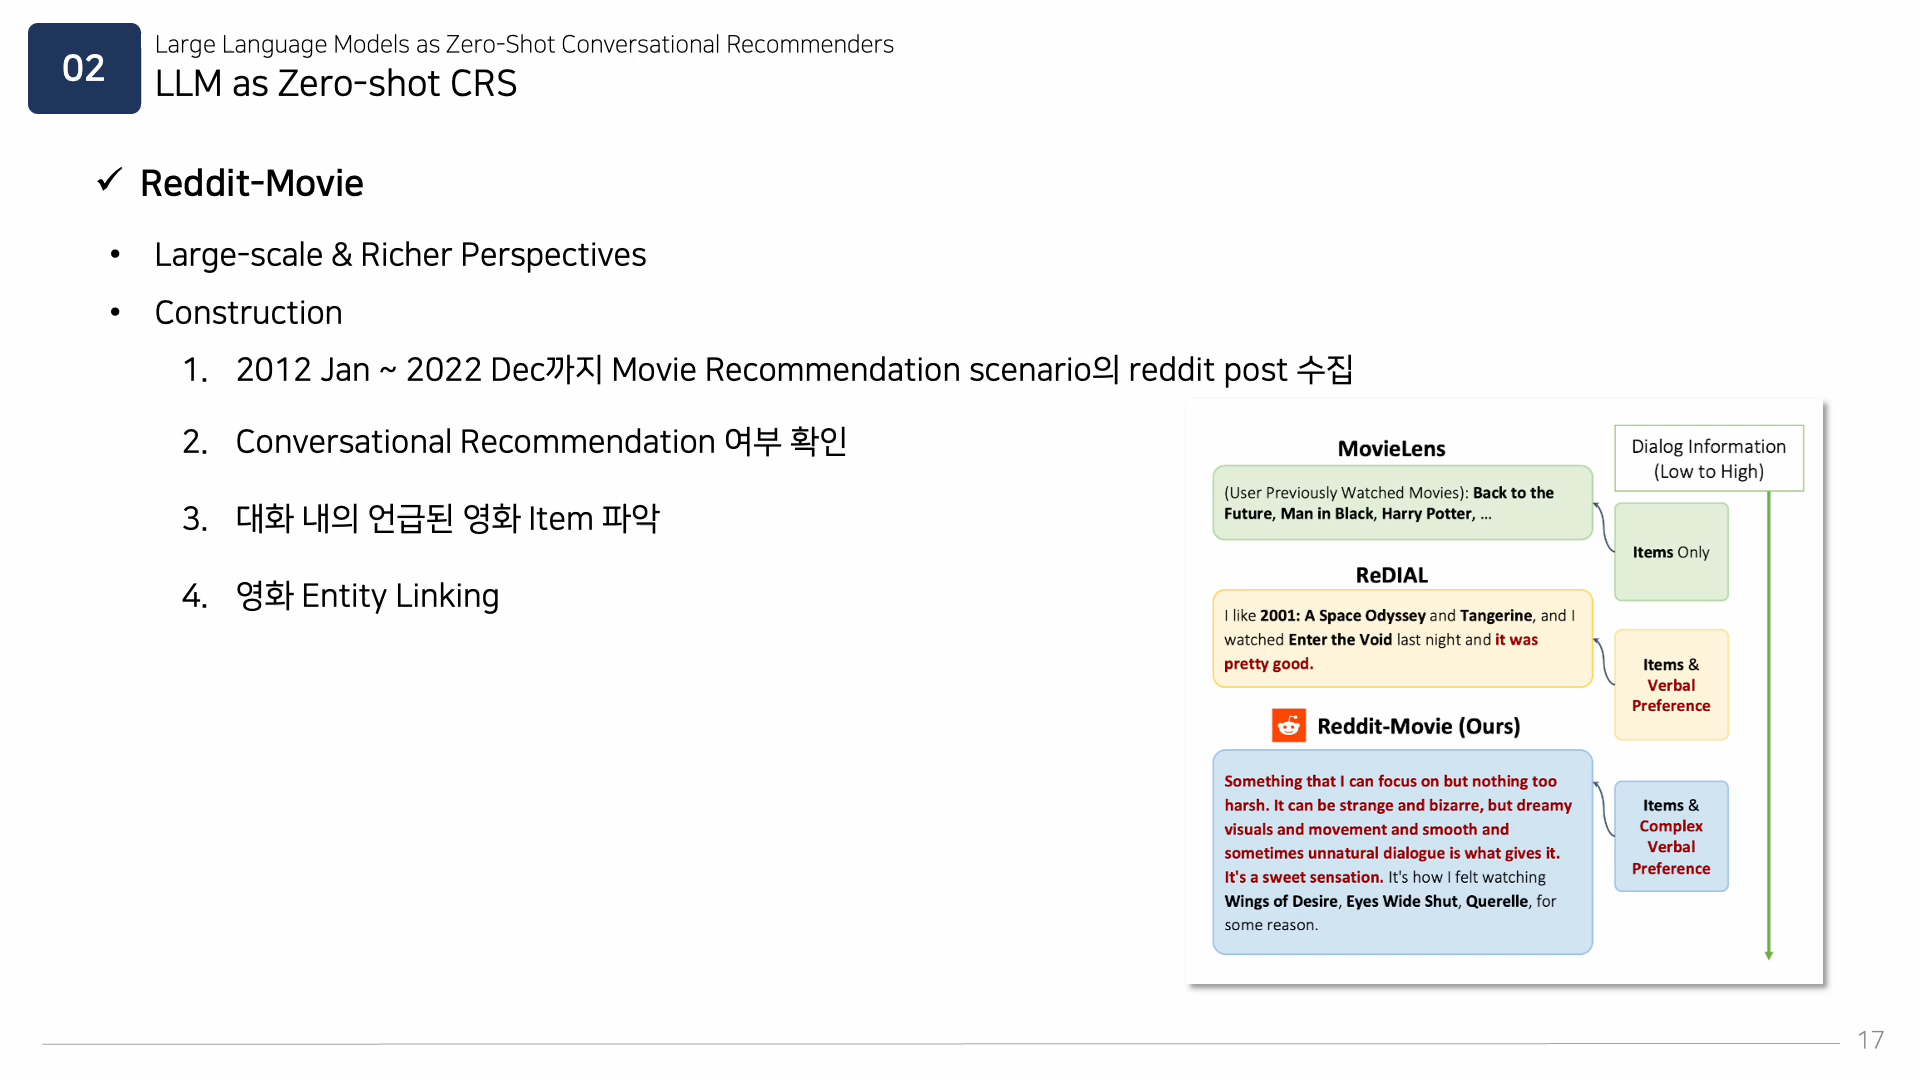 02
Large Language Models as Zero-Shot Conversational Recommenders
LLM as Zero-shot CRS
✓ Reddit-Movie
• Large-scale & Richer Perspectives
• Construction
1. 2012 Jan ~ 2022 Dec까지 Movie Recommendation scenario의 reddit post 수집
2. Conversational Recommendation 여부 확인
3. 대화 내의 언급된 영화 Item 파악
4. 영화 Entity Linking
MovieLens
(User Previously Watched Movies): Back to the
Future, Man in Black, Harry Potter, ...
ReDIAL
I like 2001: A Space Odyssey and Tangerine, and I
watched Enter the Void last night and it was
pretty good.
Reddit-Movie (Ours)
Something that I can focus on but nothing too
harsh. It can be strange and bizarre, but dreamy
visuals and movement and smooth and
sometimes unnatural dialogue is what gives it.
It's a sweet sensation. It's how I felt watching
Wings of Desire, Eyes Wide Shut, Querelle, for
some reason.
Dialog Information
(Low to High)
Items Only
Items &
Verbal
Preference
Items &
Complex
Verbal
Preference
17